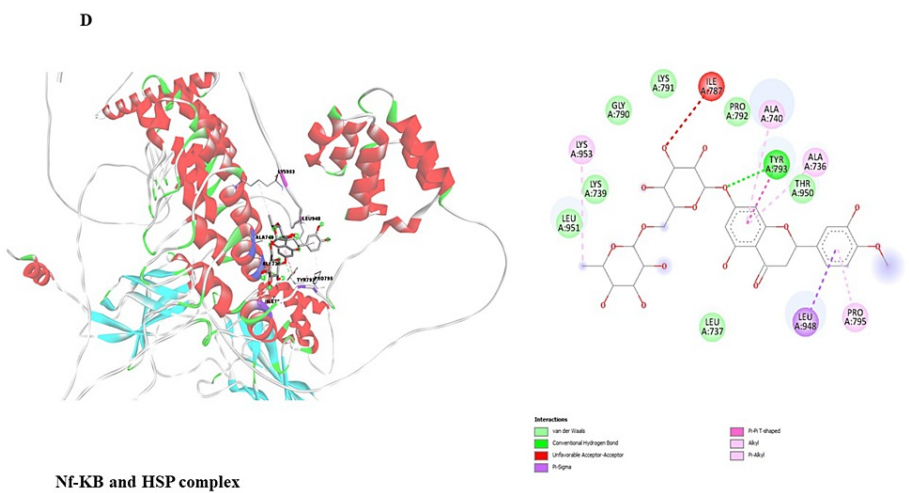 D
LYS953
LEU948
ALA740
TYR793
PRO795
LYS
A:791
ILE
A:787
GLY
A:790
PRO
A:792
ALA
A:740
LYS
A:953
TYR
A:793
ALA
A:736
LYS
A:739
THR
A:950
LEU
A:951
LEU
A:737
LEU
A:948
PRO
A:795
Interactions
van der Waals
Conventional Hydrogen Bond
Unfavorable Acceptor-Acceptor
Pi-Sigma
Pi-Pi T-shaped
Alkyl
Pi-Alkyl
Nf-KB and HSP complex